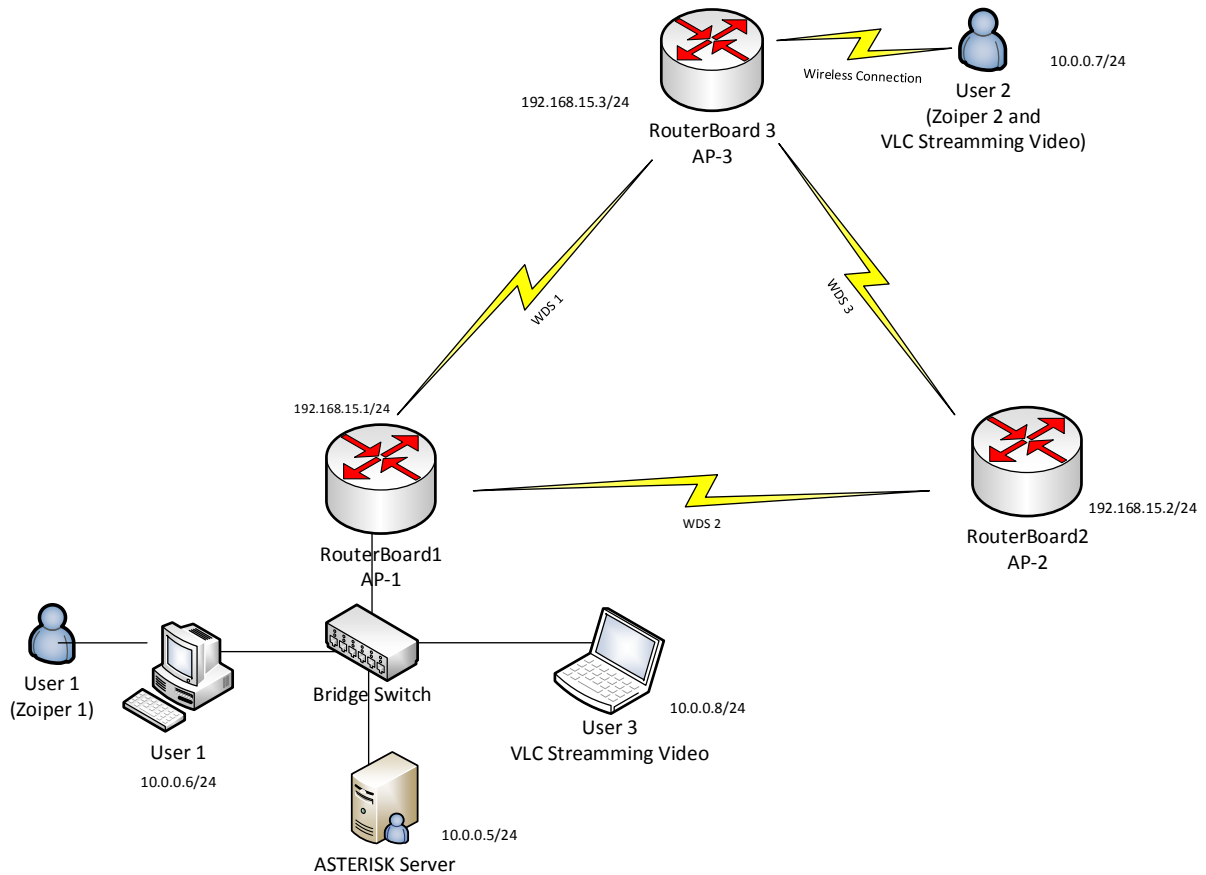 Wireless Connection
10.0.0.7/24
User 2
(Zoiper 2 and
VLC Streamming Video)
192.168.15.3/24
RouterBoard 3
AP-3
WDS 1
WDS 3
192.168.15.1/24
RouterBoard1
AP-1
WDS 2
192.168.15.2/24
RouterBoard2
AP-2
User 1
(Zoiper 1)
User 1
10.0.0.6/24
Bridge Switch
10.0.0.8/24
User 3
VLC Streamming Video
10.0.0.5/24
ASTERISK Server